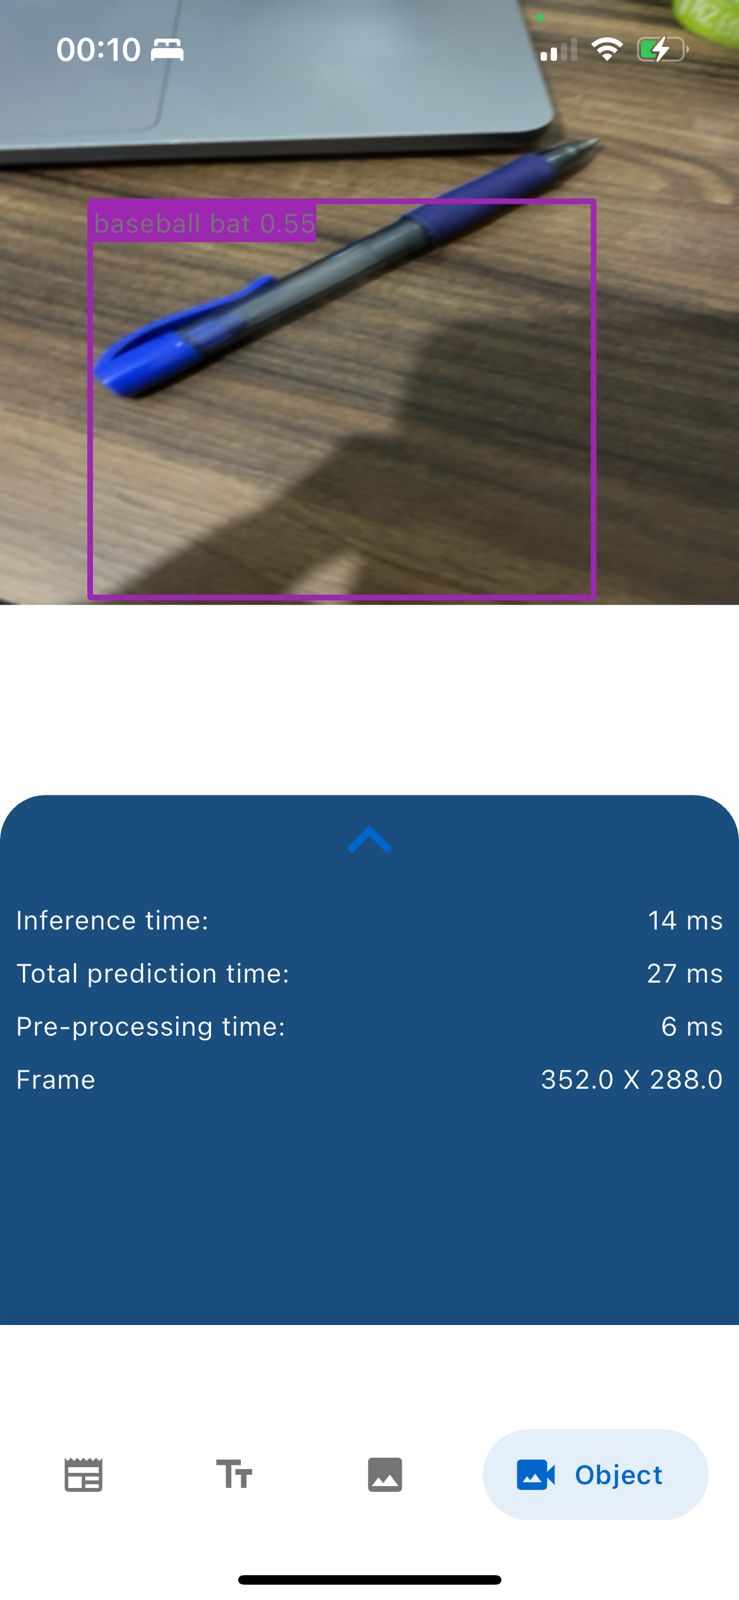 00:10
baseball bat 0.55
Inference time: 14 ms
Total prediction time: 27 ms
Pre-processing time: 6 ms
Frame 352.0 X 288.0
Object